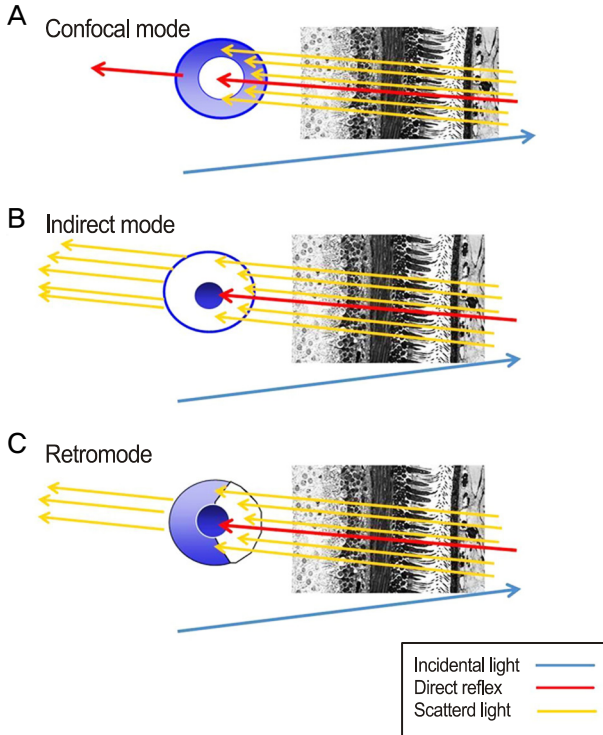 A
Confocal mode
B
Indirect mode
C
Retromode
Incidental light
Direct reflex
Scatterd light